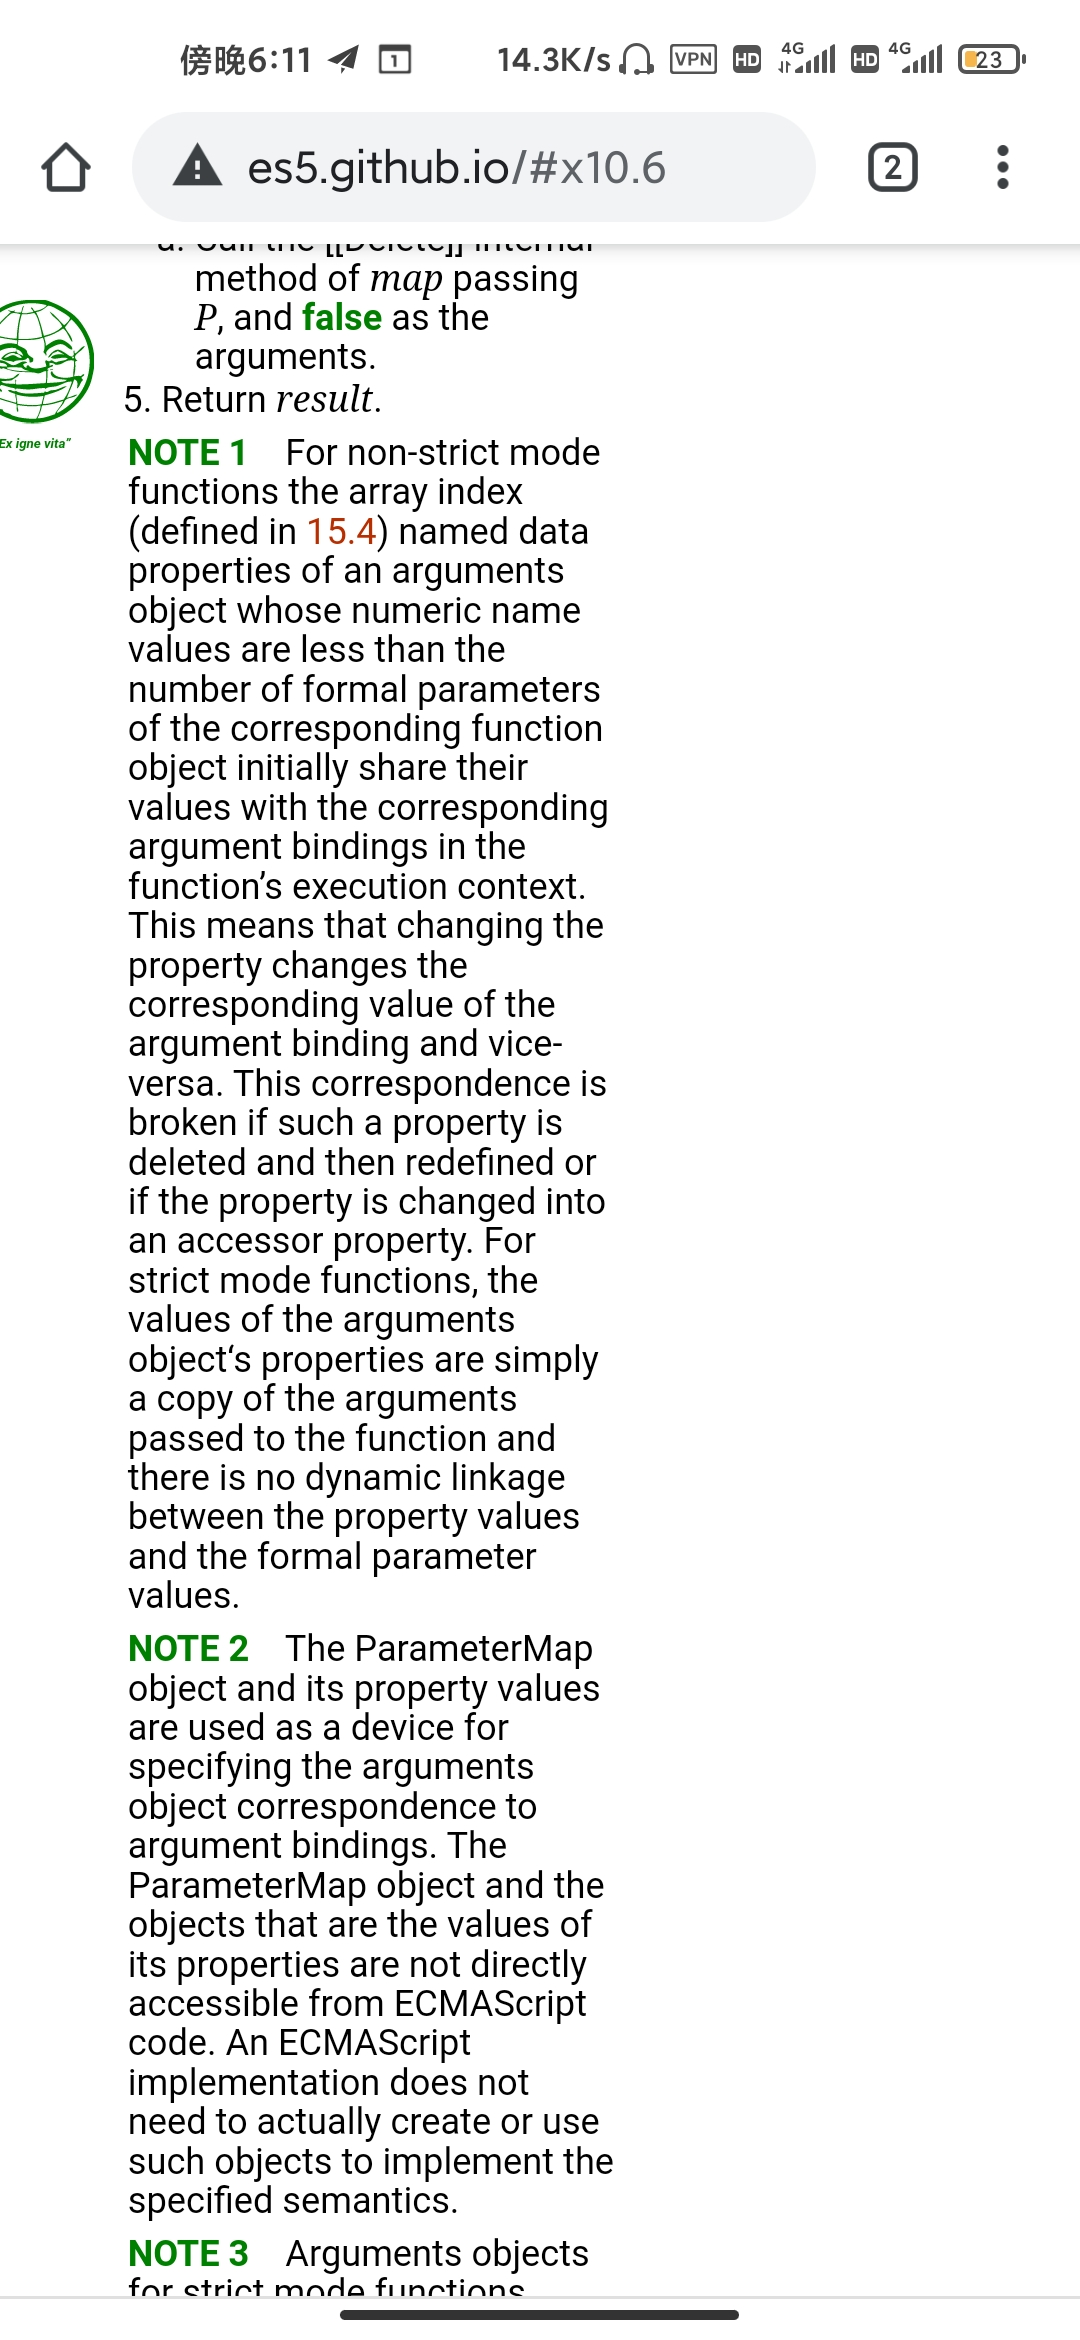 傍晚6:11
14.3K/s VPN HD 4G HD 4G 23
es5.github.io/#x10.6
2
method of map passing
P, and false as the
arguments.
5. Return result.
Ex igne vita”
NOTE 1 For non-strict mode
functions the array index
(defined in 15.4) named data
properties of an arguments
object whose numeric name
values are less than the
number of formal parameters
of the corresponding function
object initially share their
values with the corresponding
argument bindings in the
function’s execution context.
This means that changing the
property changes the
corresponding value of the
argument binding and vice-
versa. This correspondence is
broken if such a property is
deleted and then redefined or
if the property is changed into
an accessor property. For
strict mode functions, the
values of the arguments
object‘s properties are simply
a copy of the arguments
passed to the function and
there is no dynamic linkage
between the property values
and the formal parameter
values.
NOTE 2 The ParameterMap
object and its property values
are used as a device for
specifying the arguments
object correspondence to
argument bindings. The
ParameterMap object and the
objects that are the values of
its properties are not directly
accessible from ECMAScript
code. An ECMAScript
implementation does not
need to actually create or use
such objects to implement the
specified semantics.
NOTE 3 Arguments objects
for strict mode functions